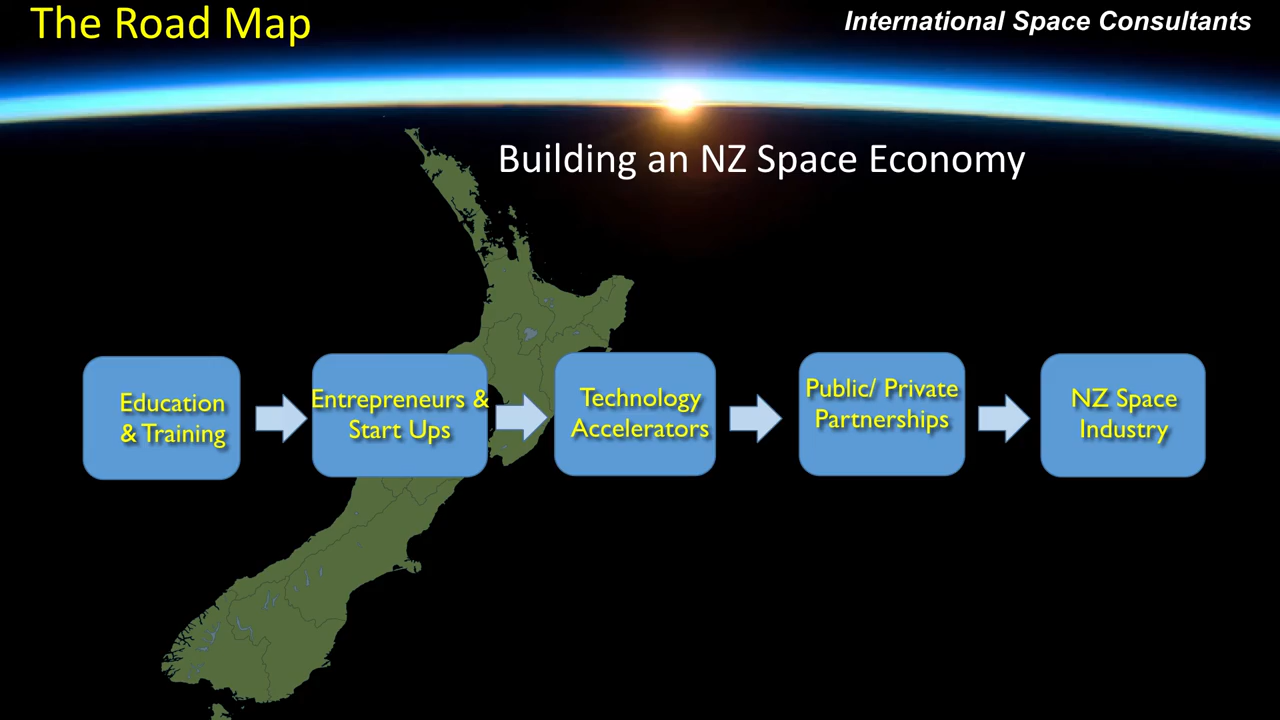 The Road Map
International Space Consultants
Building an NZ Space Economy
Education
& Training
Entrepreneurs &
Start Ups
Technology
Accelerators
Public/ Private
Partnerships
NZ Space
Industry